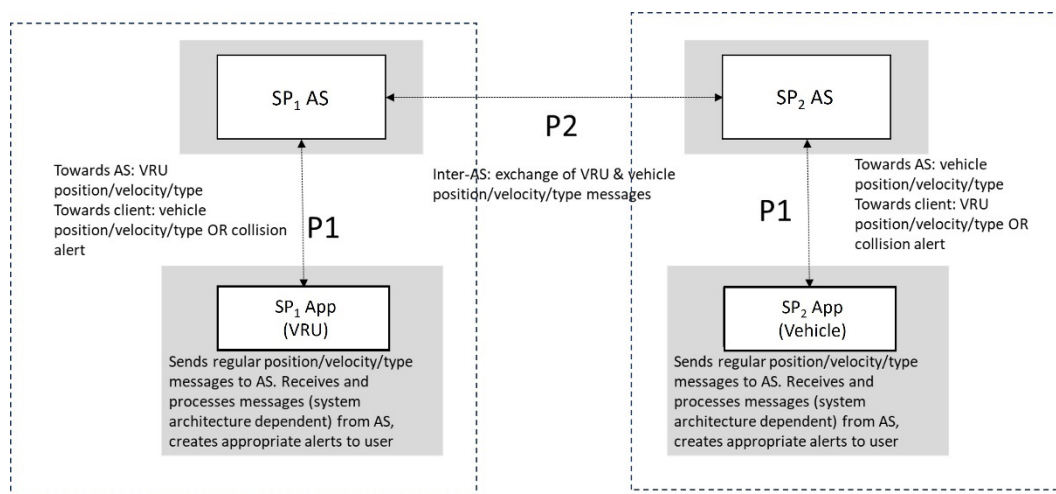 SP₁ AS
SP₂ AS
P2
Towards AS: VRU
position/velocity/type
Towards client: vehicle
position/velocity/type OR collision
alert
P1
Inter-AS: exchange of VRU & vehicle
position/velocity/type messages
P1
Towards AS: vehicle
position/velocity/type
Towards client: VRU
position/velocity/type OR
collision alert
SP₁ App
(VRU)
Sends regular position/velocity/type
messages to AS. Receives and
processes messages (system
architecture dependent) from AS,
creates appropriate alerts to user
SP₂ App
(Vehicle)
Sends regular position/velocity/type
messages to AS. Receives and
processes messages (system
architecture dependent) from AS,
creates appropriate alerts to user